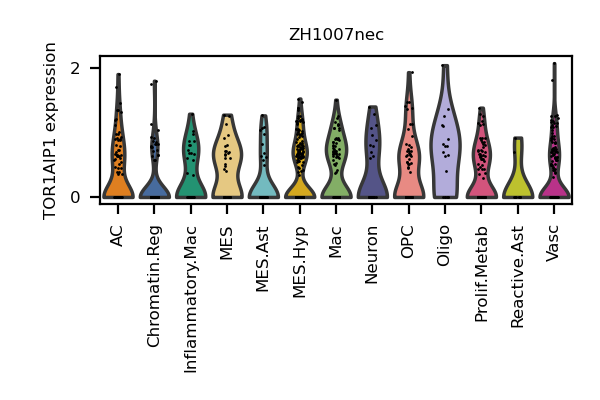 ZH1007nec
TOR1AIP1 expression
2
0
AC
Chromatin.Reg
Inflammatory.Mac
MES
MES.Ast
MES.Hyp
Mac
Neuron
OPC
Oligo
Prolif.Metab
Reactive.Ast
Vasc